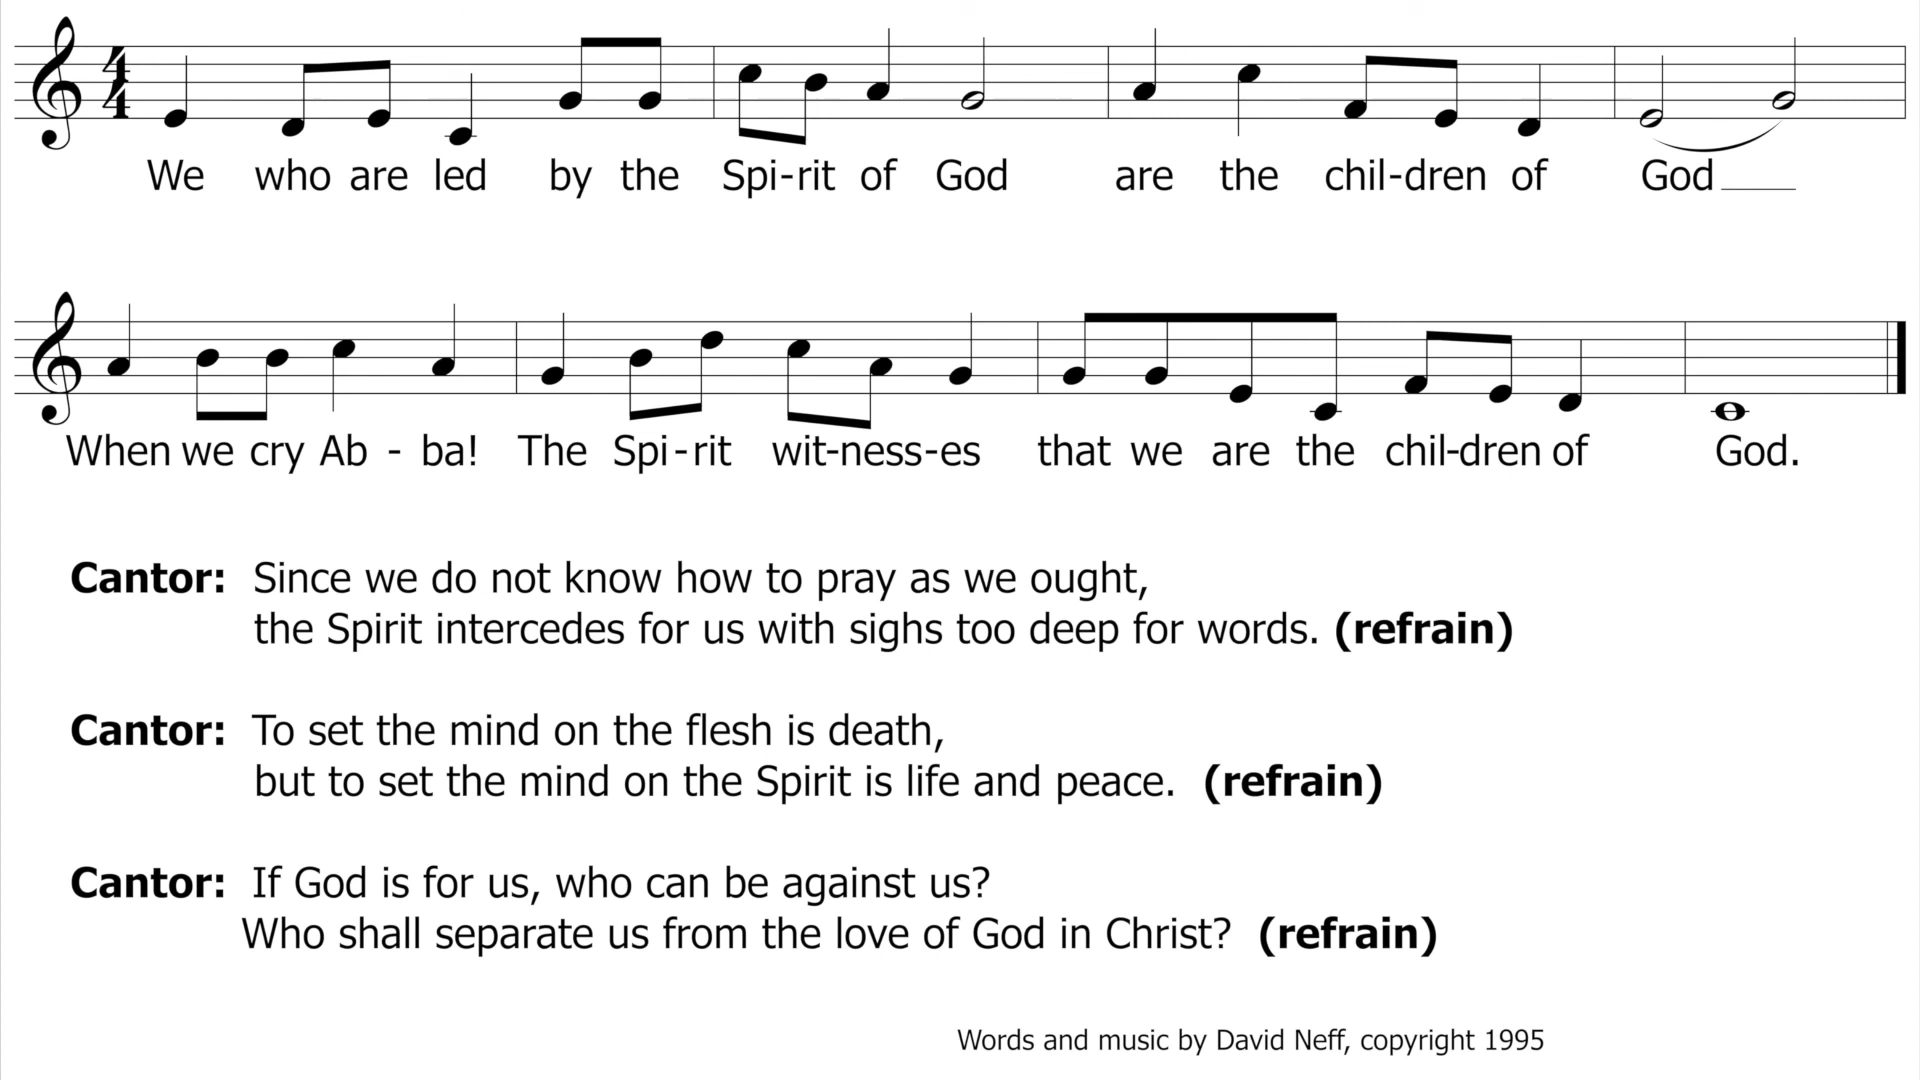 We who are led by the Spi-rit of God are the chil-dren of God____
When we cry Ab - ba! The Spi-rit wit-ness-es that we are the chil-dren of God.
Cantor: Since we do not know how to pray as we ought,
the Spirit intercedes for us with sighs too deep for words. (refrain)
Cantor: To set the mind on the flesh is death,
but to set the mind on the Spirit is life and peace. (refrain)
Cantor: If God is for us, who can be against us?
Who shall separate us from the love of God in Christ? (refrain)
Words and music by David Neff, copyright 1995